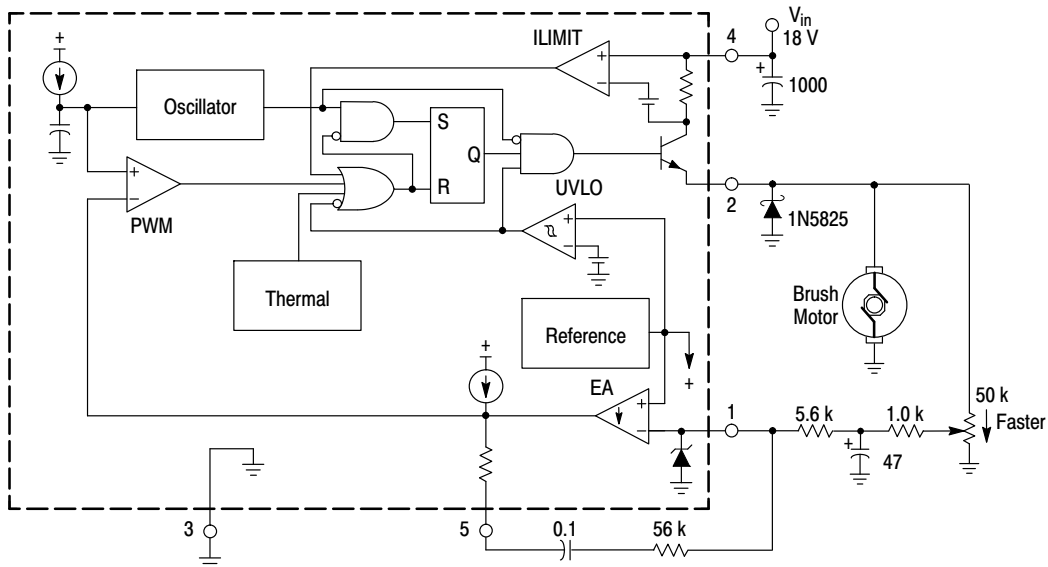 V_in
18 V
ILIMIT
4
+
+
−
+
1000
Oscillator
S
Q
R
+
−
PWM
UVLO
2
1N5825
+
−
Thermal
Brush
Motor
Reference
+
+
EA
+
−
1
5.6 k
1.0 k
50 k
Faster
+
47
3
5
0.1
56 k